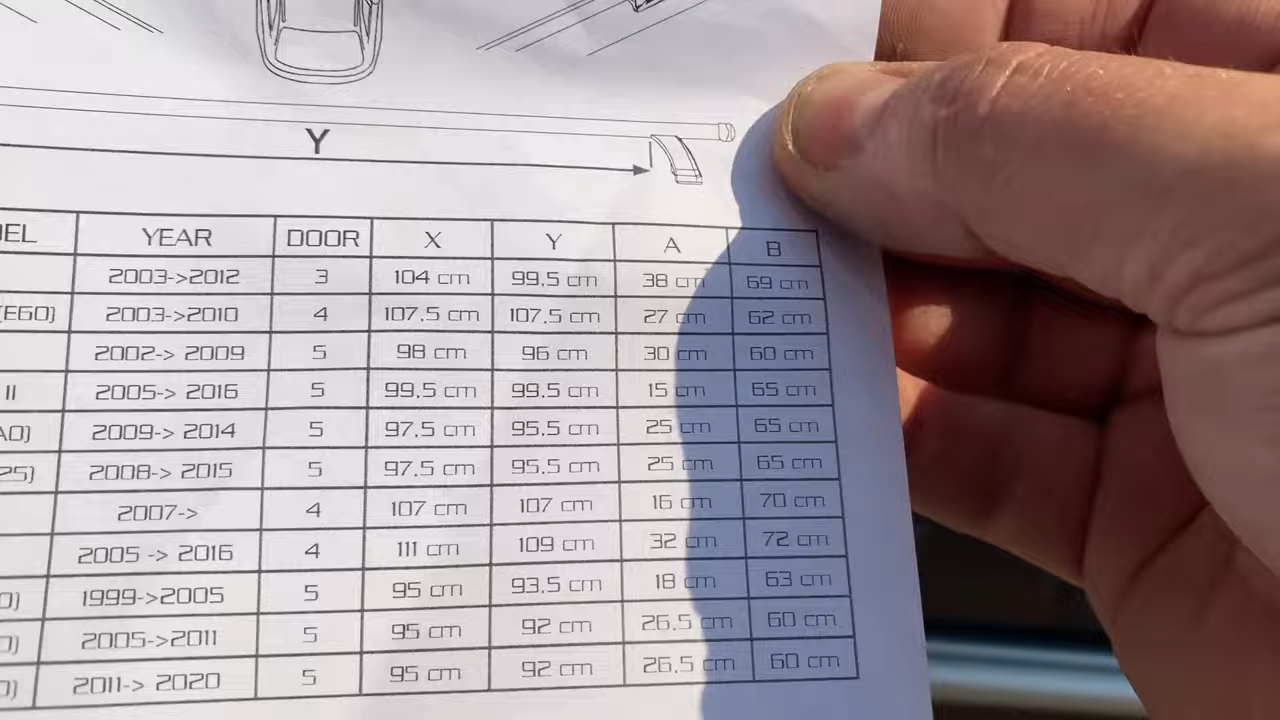 Y
EL YEAR DOOR X Y A B
2003->2012 3 104 cm 99,5 cm 38 cm 69 cm
(E60) 2003->2010 4 107,5 cm 107,5 cm 27 cm 62 cm
2002-> 2009 5 98 cm 96 cm 30 cm 60 cm
II 2005-> 2016 5 99,5 cm 99,5 cm 15 cm 65 cm
A0) 2009-> 2014 5 97,5 cm 95,5 cm 25 cm 65 cm
25) 2008-> 2015 5 97,5 cm 95,5 cm 25 cm 65 cm
2007-> 4 107 cm 107 cm 16 cm 70 cm
2005 -> 2016 4 111 cm 109 cm 32 cm 72 cm
0) 1999->2005 5 95 cm 93,5 cm 18 cm 63 cm
0) 2005->2011 5 95 cm 92 cm 26,5 cm 60 cm
0) 2011-> 2020 5 95 cm 92 cm 26,5 cm 60 cm